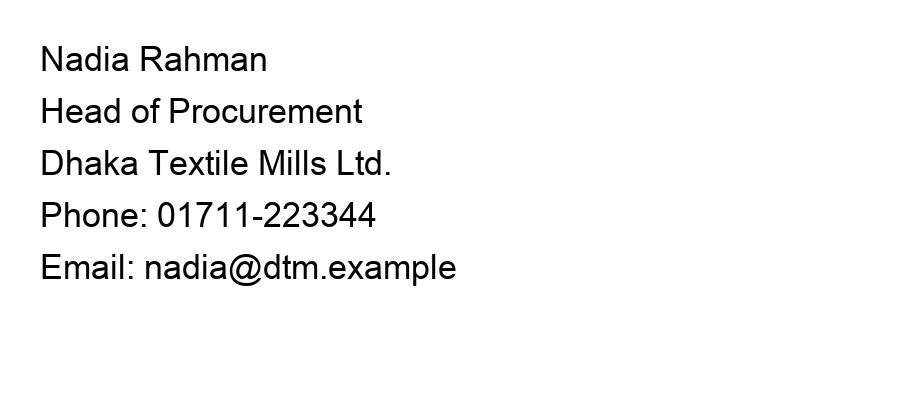 Nadia Rahman
Head of Procurement
Dhaka Textile Mills Ltd.
Phone: 01711-223344
Email: nadia@dtm.example